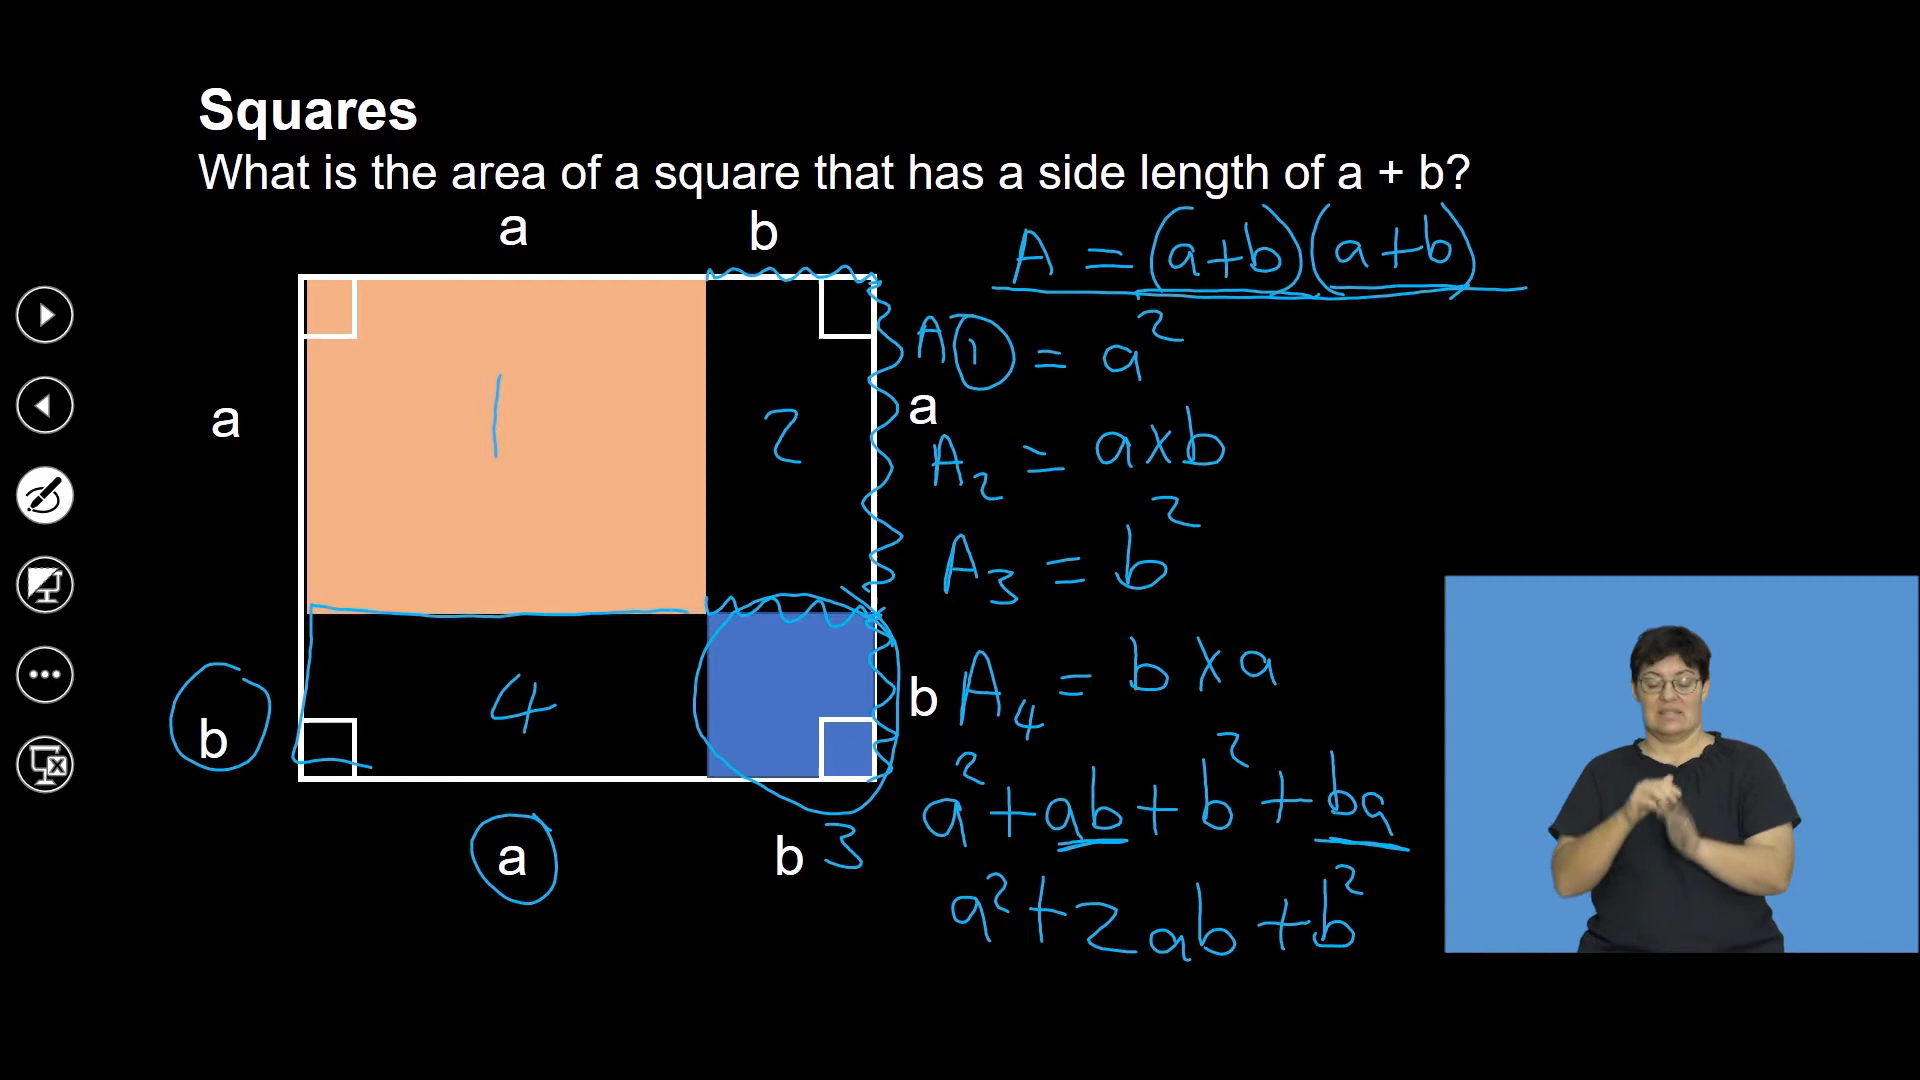 Squares
What is the area of a square that has a side length of a + b?
a b
A = (a+b)(a+b)
A① = a²
1
2
a
a
A₂ = a×b
A₃ = b²
A₄ = b×a
4
b
b
a²+ab+b²+ba
a b 3
a²+2ab+b²